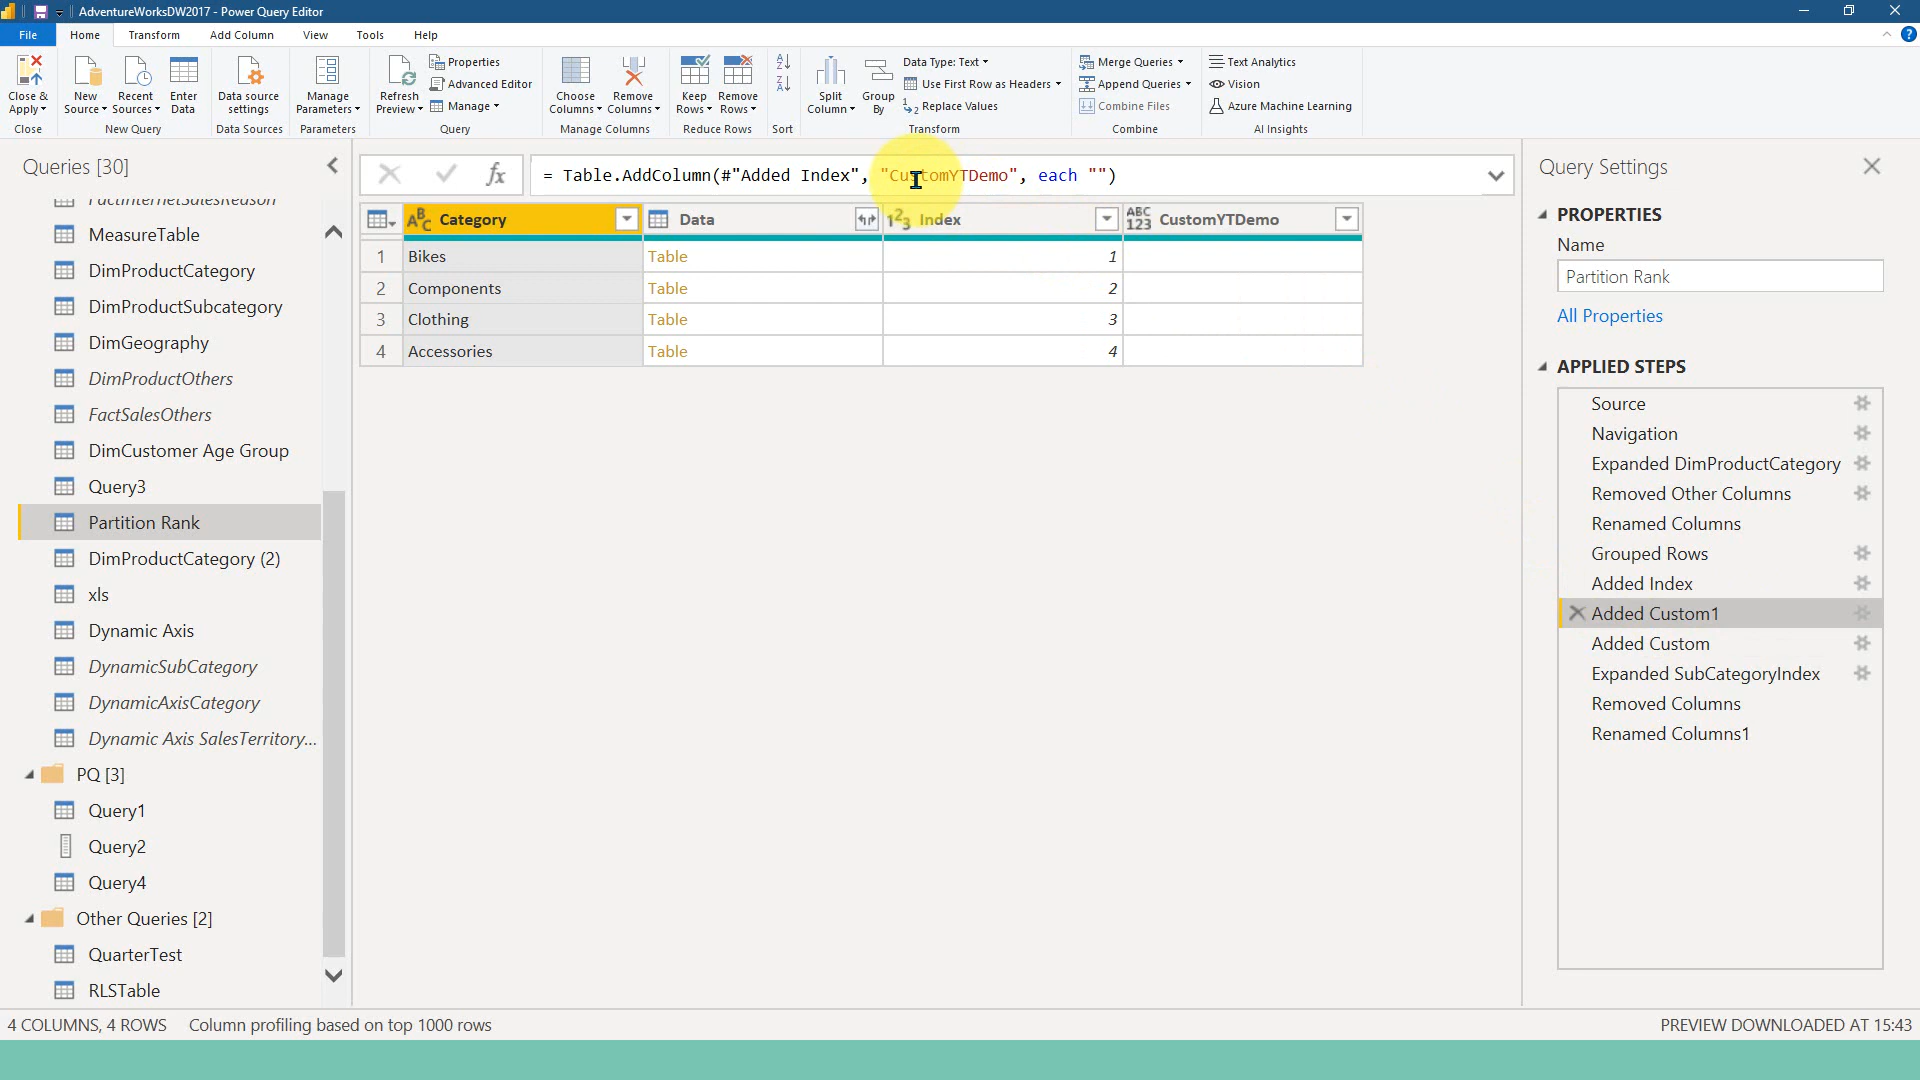 AdventureWorksDW2017 - Power Query Editor
File Home Transform Add Column View Tools Help
Close & Apply
Close
New Source
Recent Sources
Enter Data
New Query
Data source settings
Data Sources
Manage Parameters
Parameters
Refresh Preview
Properties
Advanced Editor
Manage
Query
Choose Columns
Remove Columns
Manage Columns
Keep Rows
Remove Rows
Reduce Rows
Sort
Split Column
Group By
Data Type: Text
Use First Row as Headers
Replace Values
Transform
Merge Queries
Append Queries
Combine Files
Combine
Text Analytics
Vision
Azure Machine Learning
AI Insights
Queries [30]
FactInternetSalesReason
MeasureTable
DimProductCategory
DimProductSubcategory
DimGeography
DimProductOthers
FactSalesOthers
DimCustomer Age Group
Query3
Partition Rank
DimProductCategory (2)
xls
Dynamic Axis
DynamicSubCategory
DynamicAxisCategory
Dynamic Axis SalesTerritory...
PQ [3]
Query1
Query2
Query4
Other Queries [2]
QuarterTest
RLSTable
fx = Table.AddColumn(#"Added Index", "CustomYTDemo", each "")
ABC Category Data 123 Index ABC 123 CustomYTDemo
1 Bikes Table 1
2 Components Table 2
3 Clothing Table 3
4 Accessories Table 4
Query Settings
PROPERTIES
Name
Partition Rank
All Properties
APPLIED STEPS
Source
Navigation
Expanded DimProductCategory
Removed Other Columns
Renamed Columns
Grouped Rows
Added Index
Added Custom1
Added Custom
Expanded SubCategoryIndex
Removed Columns
Renamed Columns1
4 COLUMNS, 4 ROWS Column profiling based on top 1000 rows
PREVIEW DOWNLOADED AT 15:43